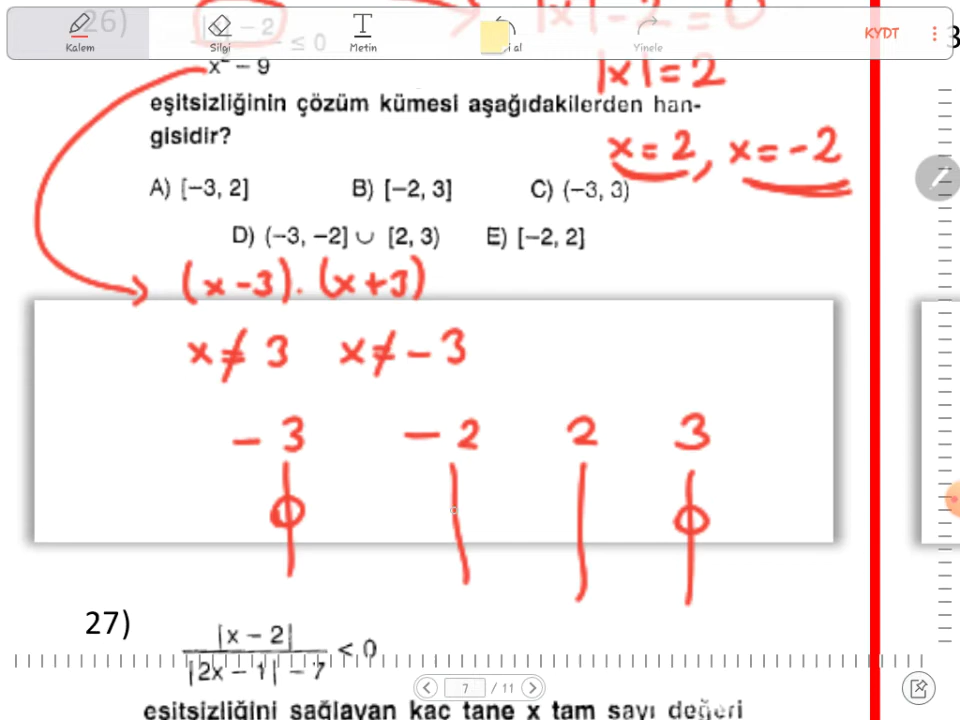 26) |x| - 2 ≤ 0 |x| - 2 = 0
Kalem Silgi Metin al Yinele KYDT
x² - 9 |x| = 2
eşitsizliğinin çözüm kümesi aşağıdakilerden han-
gisidir?
x = 2, x = -2
A) [-3, 2] B) [-2, 3] C) (-3, 3)
D) (-3, -2] ∪ [2, 3) E) [-2, 2]
(x - 3) . (x + 3)
x ≠ 3 x ≠ - 3
- 3 - 2 2 3
27) |x - 2|
< 0
|2x - 1| - 7
7 / 11
eşitsizliğini sağlayan kaç tane x tam sayı değeri